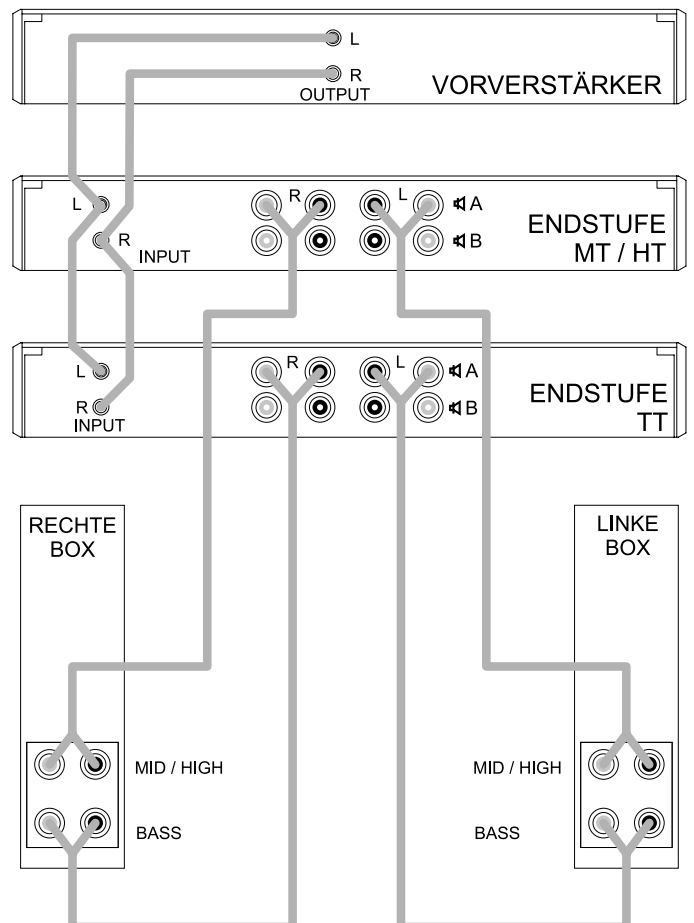 L
R
OUTPUT
VORVERSTÄRKER
L
R
INPUT
R
L
A
B
ENDSTUFE
MT / HT
L
R
INPUT
R
L
A
B
ENDSTUFE
TT
RECHTE
BOX
LINKE
BOX
MID / HIGH
MID / HIGH
BASS
BASS